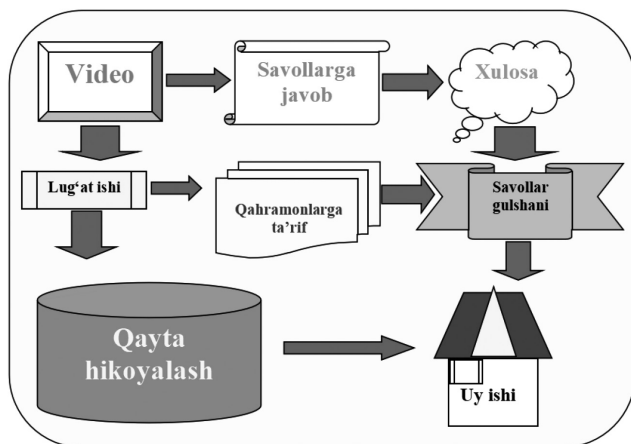 Video
Savollarga
javob
Xulosa
Lug‘at ishi
Qahramonlarga
ta’rif
Savollar
gulshani
Qayta
hikoyalash
Uy ishi